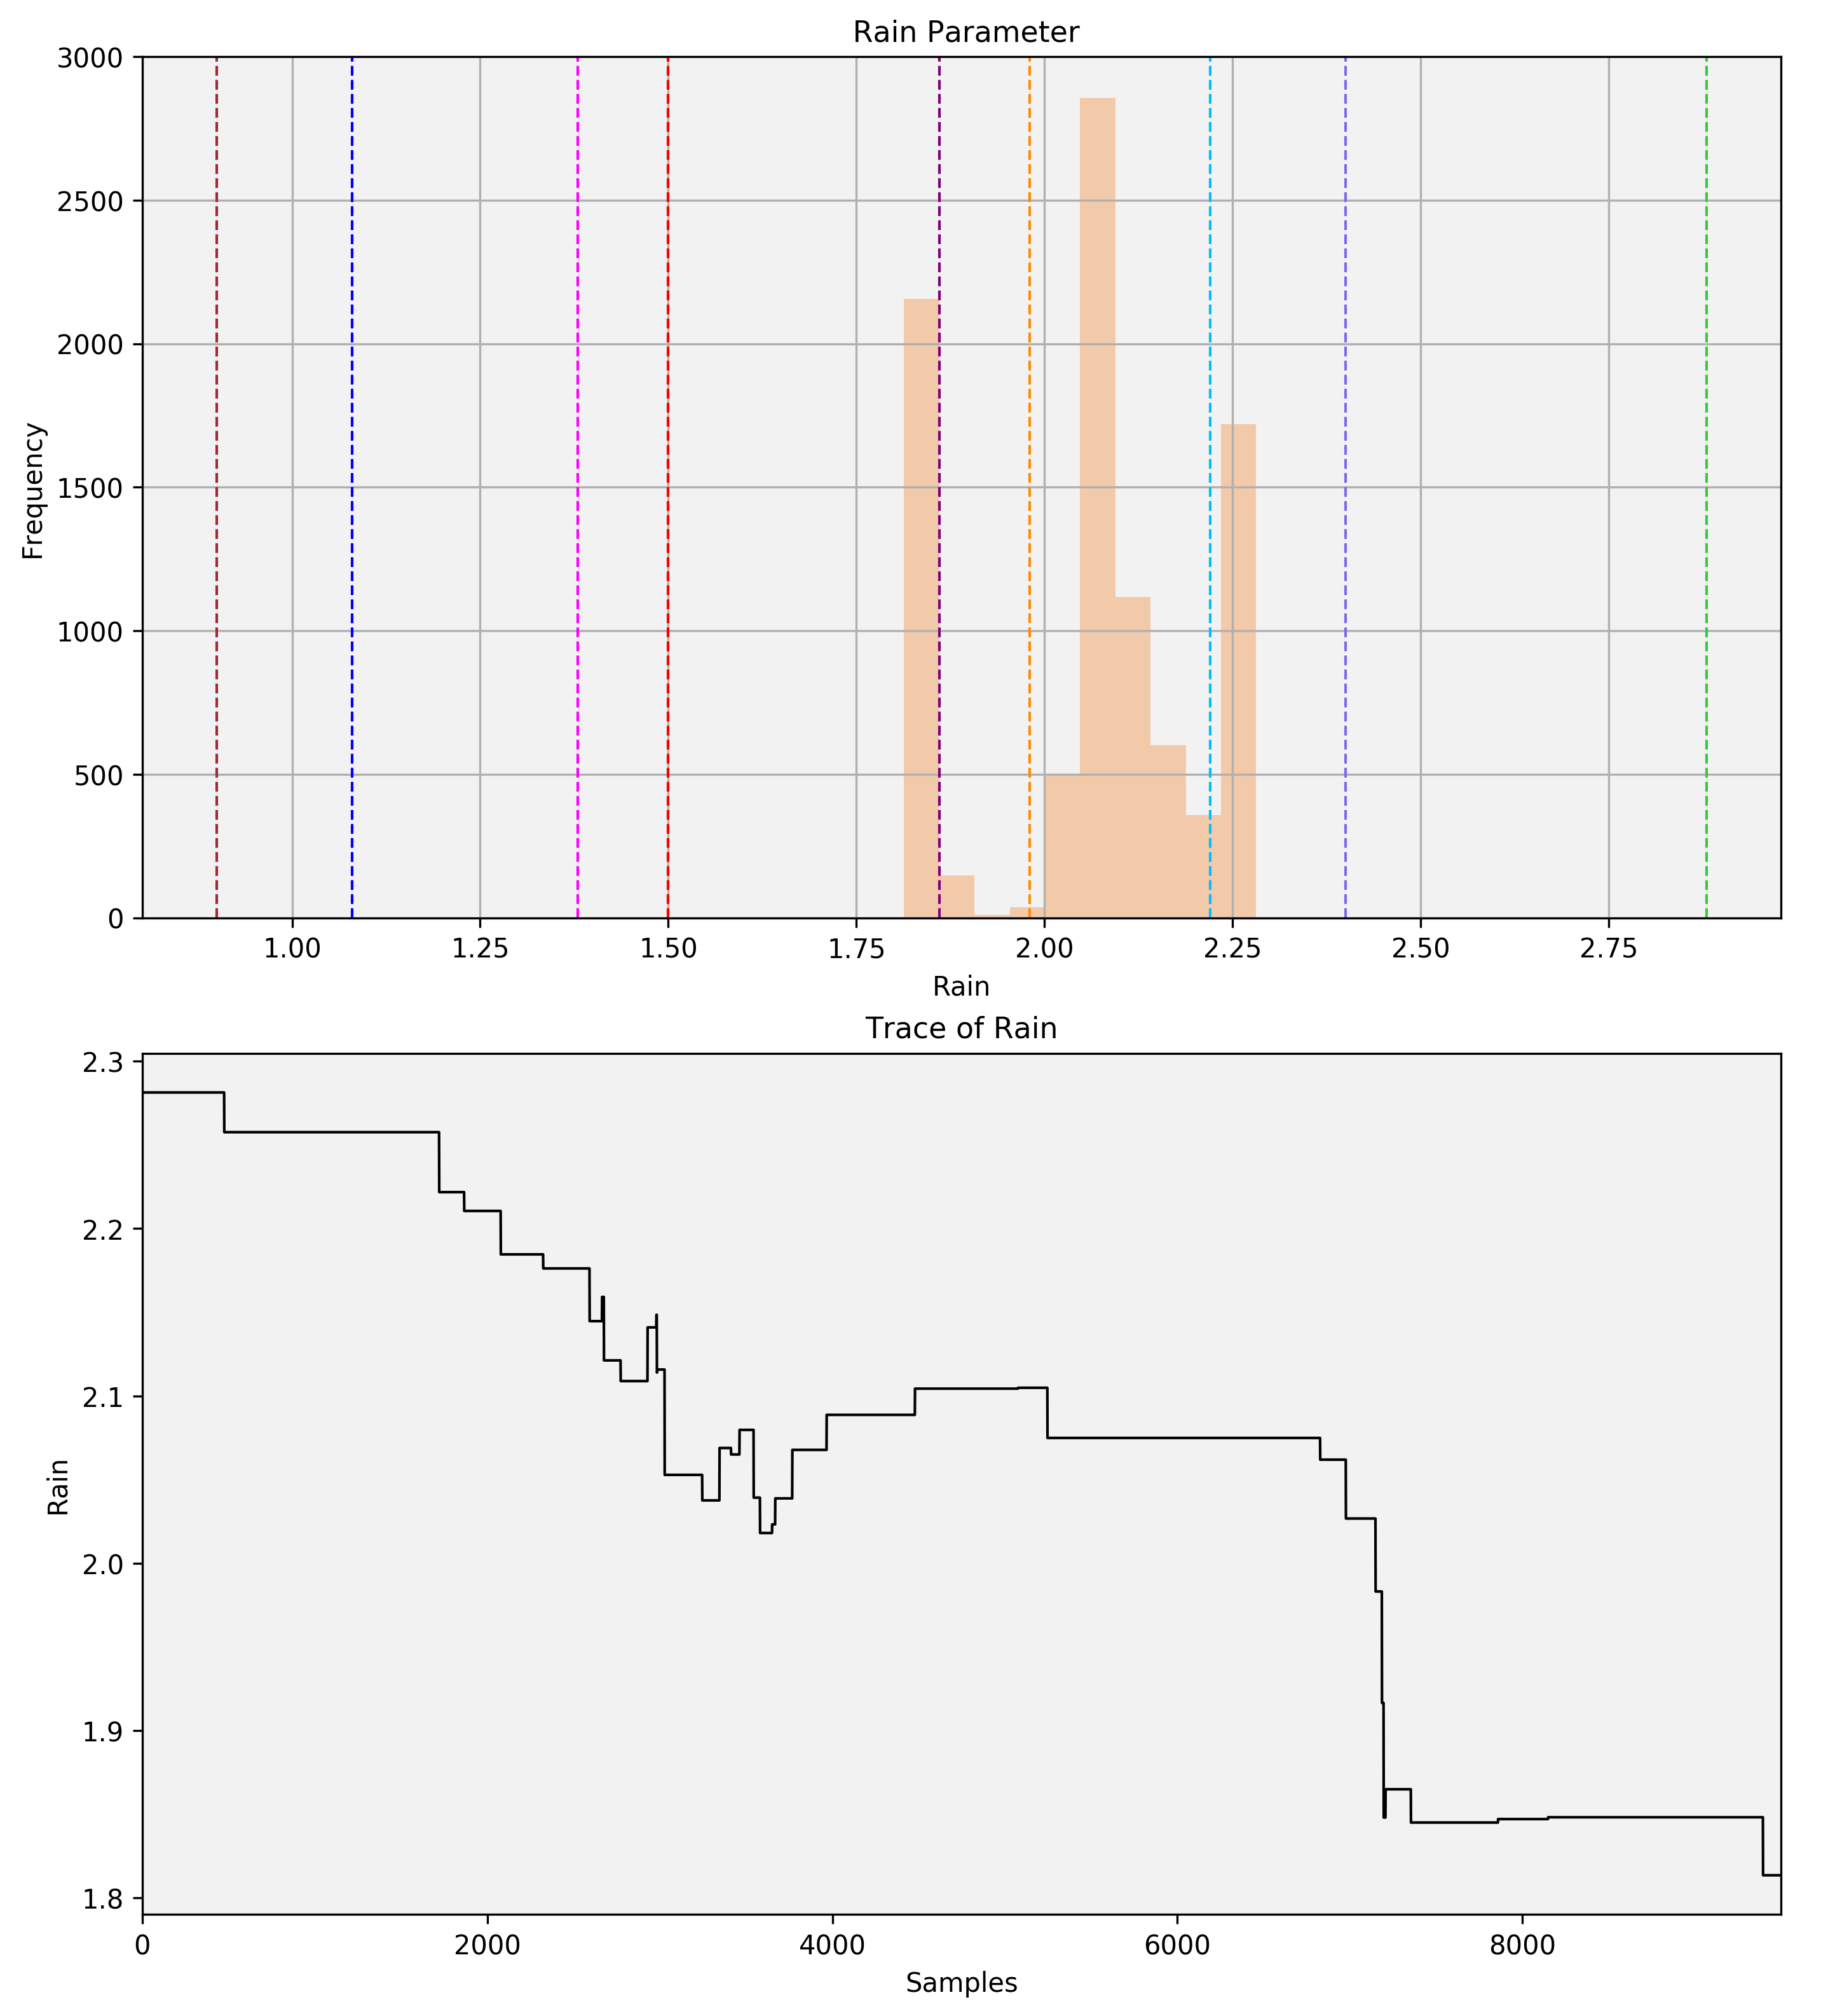 Rain Parameter
3000
2500
2000
1500
1000
500
0
Frequency
1.00 1.25 1.50 1.75 2.00 2.25 2.50 2.75
Rain
Trace of Rain
2.3
2.2
2.1
2.0
1.9
1.8
Rain
0 2000 4000 6000 8000
Samples